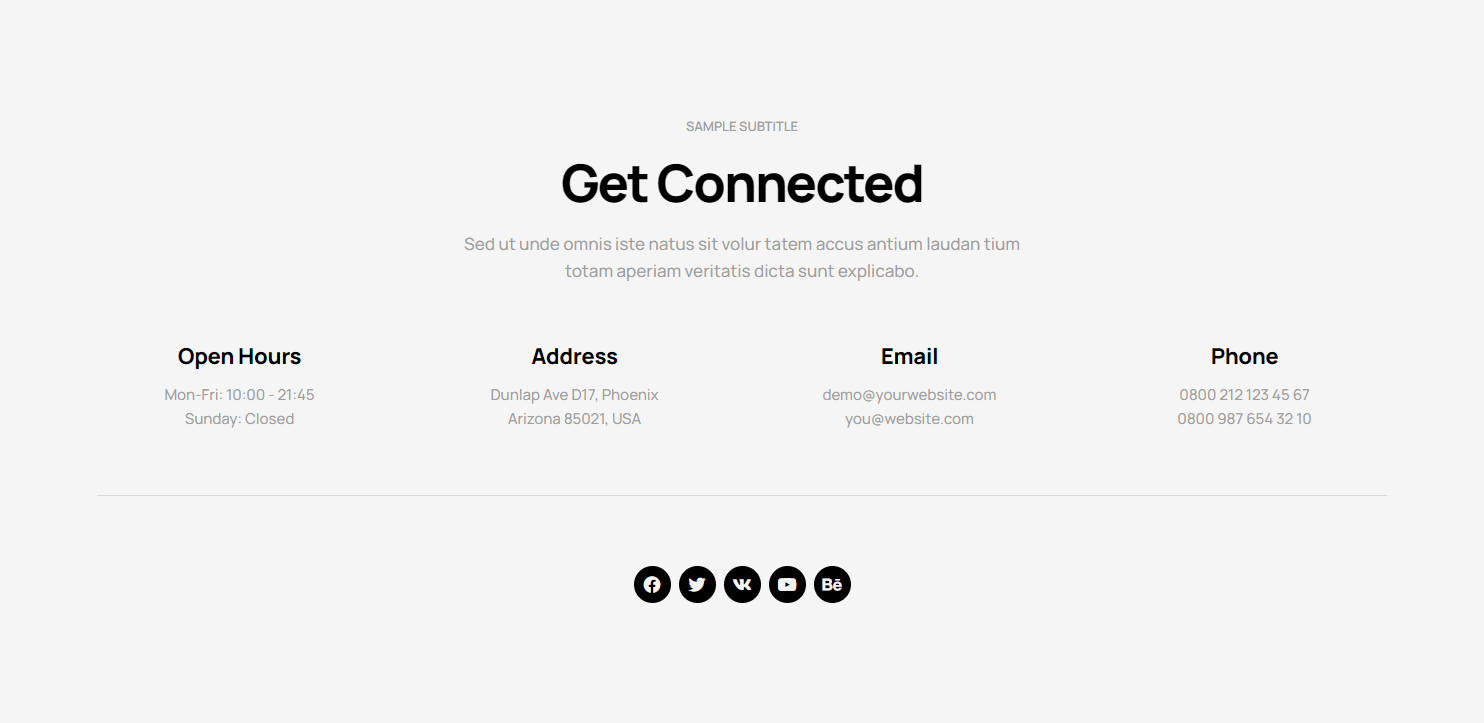 SAMPLE SUBTITLE
Get Connected
Sed ut unde omnis iste natus sit volur tatem accus antium laudan tium
totam aperiam veritatis dicta sunt explicabo.
Open Hours
Mon-Fri: 10:00 - 21:45
Sunday: Closed
Address
Dunlap Ave D17, Phoenix
Arizona 85021, USA
Email
demo@yourwebsite.com
you@website.com
Phone
0800 212 123 45 67
0800 987 654 32 10
Bē